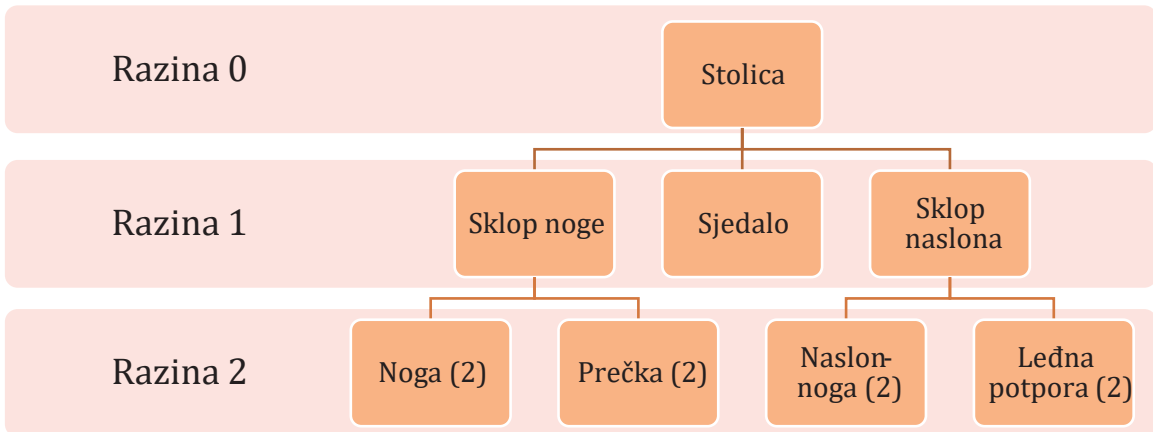 Razina 0
Stolica
Razina 1
Sklop noge
Sjedalo
Sklop
naslona
Razina 2
Noga (2)
Prečka (2)
Naslon-
noga (2)
Leđna
potpora (2)